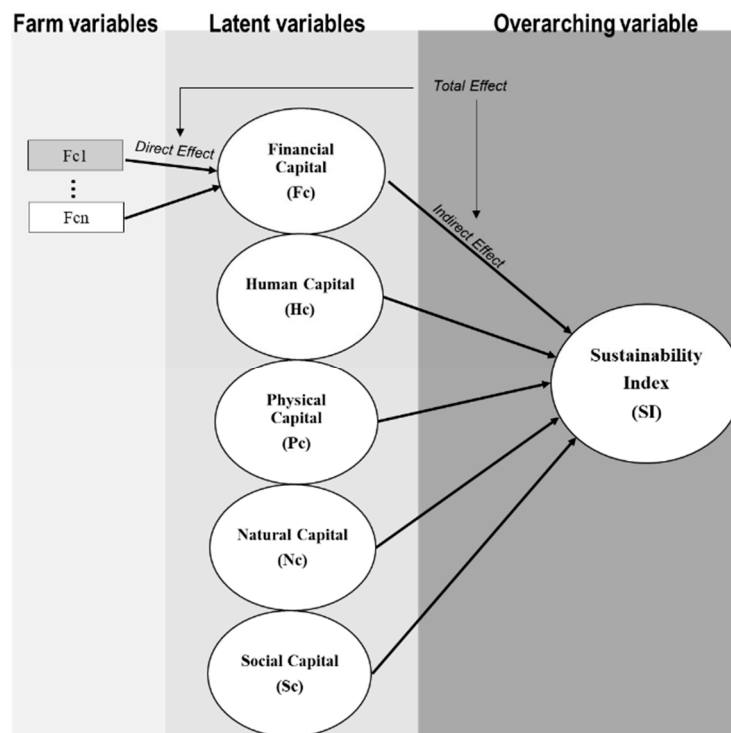 Farm variables
Latent variables
Overarching variable
Total Effect
Direct Effect
Fc1
Fcn
Financial
Capital
(Fc)
Indirect Effect
Human Capital
(Hc)
Sustainability
Index
(SI)
Physical
Capital
(Pc)
Natural Capital
(Nc)
Social Capital
(Sc)